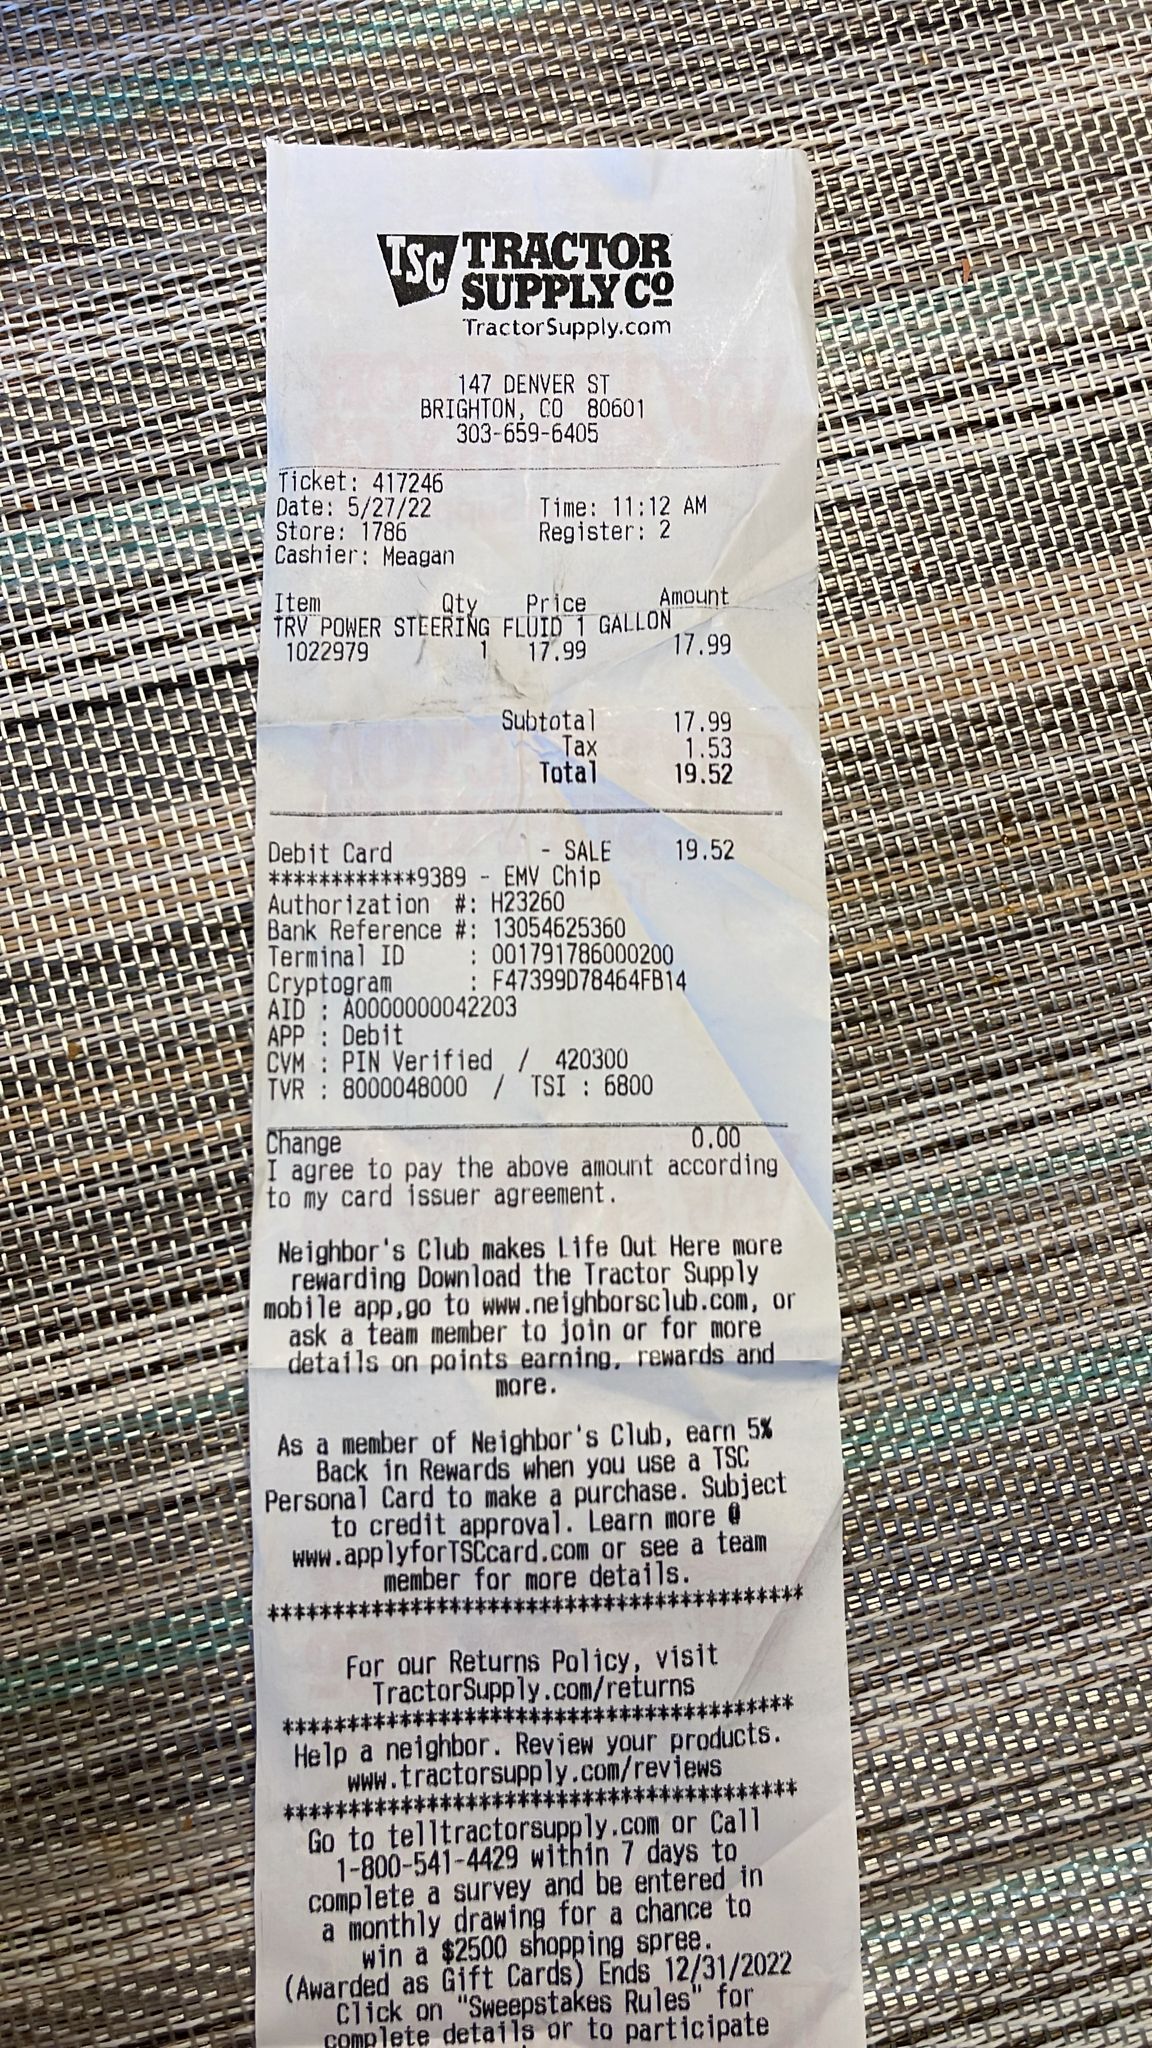 TSC TRACTOR
SUPPLY CO
TractorSupply.com
147 DENVER ST
BRIGHTON, CO 80601
303-659-6405
Ticket: 417246
Date: 5/27/22 Time: 11:12 AM
Store: 1786 Register: 2
Cashier: Meagan
Item Qty Price Amount
TRV POWER STEERING FLUID 1 GALLON
1022979 1 17.99 17.99
Subtotal 17.99
Tax 1.53
Total 19.52
Debit Card - SALE 19.52
************9389 - EMV Chip
Authorization #: H23260
Bank Reference #: 13054625360
Terminal ID : 001791786000200
Cryptogram : F47399D78464FB14
AID : A0000000042203
APP : Debit
CVM : PIN Verified / 420300
TVR : 8000048000 / TSI : 6800
Change 0.00
I agree to pay the above amount according
to my card issuer agreement.
Neighbor's Club makes Life Out Here more
rewarding Download the Tractor Supply
mobile app,go to www.neighborsclub.com, or
ask a team member to join or for more
details on points earning, rewards and
more.
As a member of Neighbor's Club, earn 5%
Back in Rewards when you use a TSC
Personal Card to make a purchase. Subject
to credit approval. Learn more @
www.applyforTSCcard.com or see a team
member for more details.
******************************************
For our Returns Policy, visit
TractorSupply.com/returns
****************************************
Help a neighbor. Review your products.
www.tractorsupply.com/reviews
****************************************
Go to telltractorsupply.com or Call
1-800-541-4429 within 7 days to
complete a survey and be entered in
a monthly drawing for a chance to
win a $2500 shopping spree.
(Awarded as Gift Cards) Ends 12/31/2022
Click on "Sweepstakes Rules" for
complete details or to participate